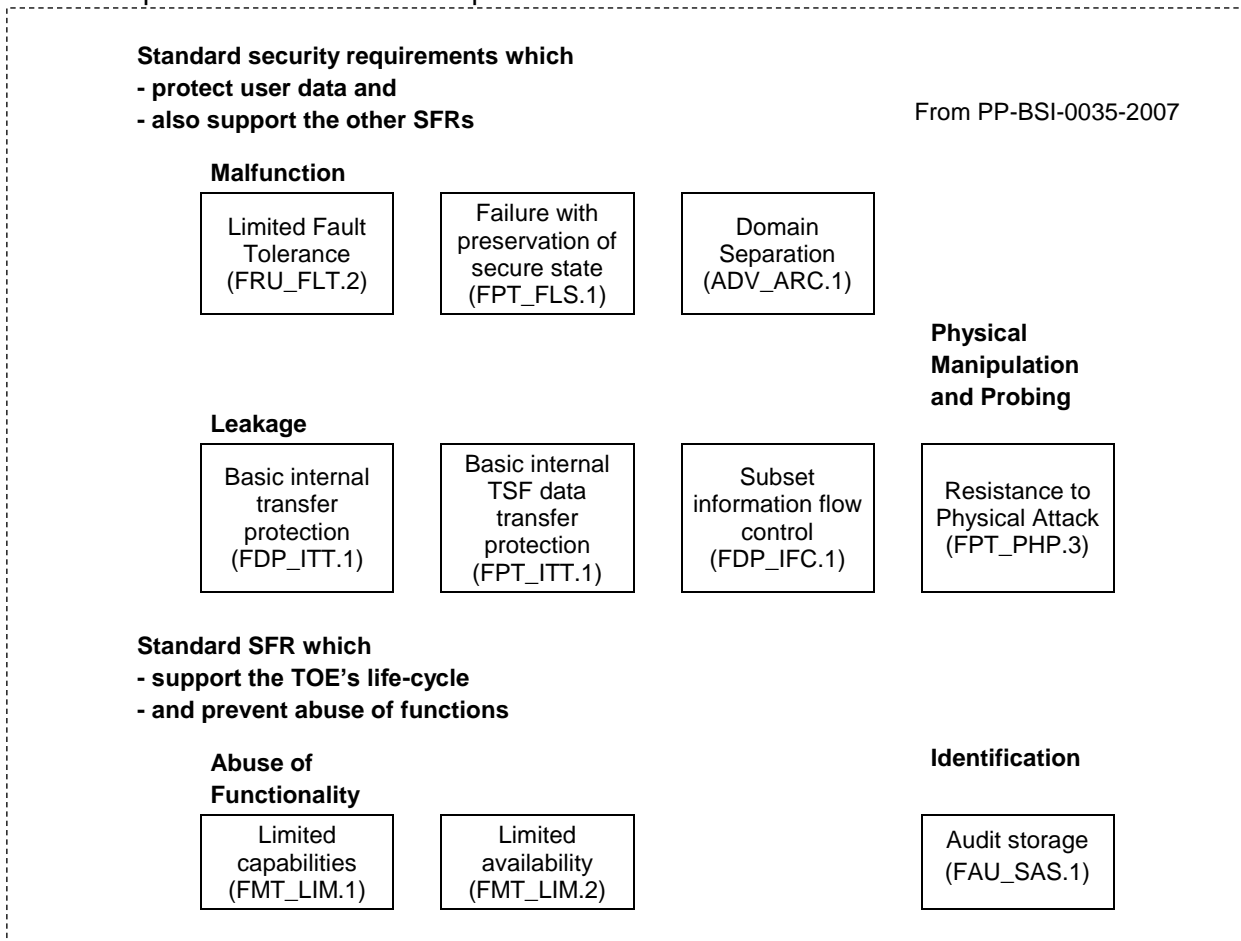 Standard security requirements which
- protect user data and
- also support the other SFRs
From PP-BSI-0035-2007
Malfunction
Limited Fault
Tolerance
(FRU_FLT.2)
Failure with
preservation of
secure state
(FPT_FLS.1)
Domain
Separation
(ADV_ARC.1)
Physical
Manipulation
and Probing
Leakage
Basic internal
transfer
protection
(FDP_ITT.1)
Basic internal
TSF data
transfer
protection
(FPT_ITT.1)
Subset
information flow
control
(FDP_IFC.1)
Resistance to
Physical Attack
(FPT_PHP.3)
Standard SFR which
- support the TOE's life-cycle
- and prevent abuse of functions
Abuse of
Functionality
Identification
Limited
capabilities
(FMT_LIM.1)
Limited
availability
(FMT_LIM.2)
Audit storage
(FAU_SAS.1)